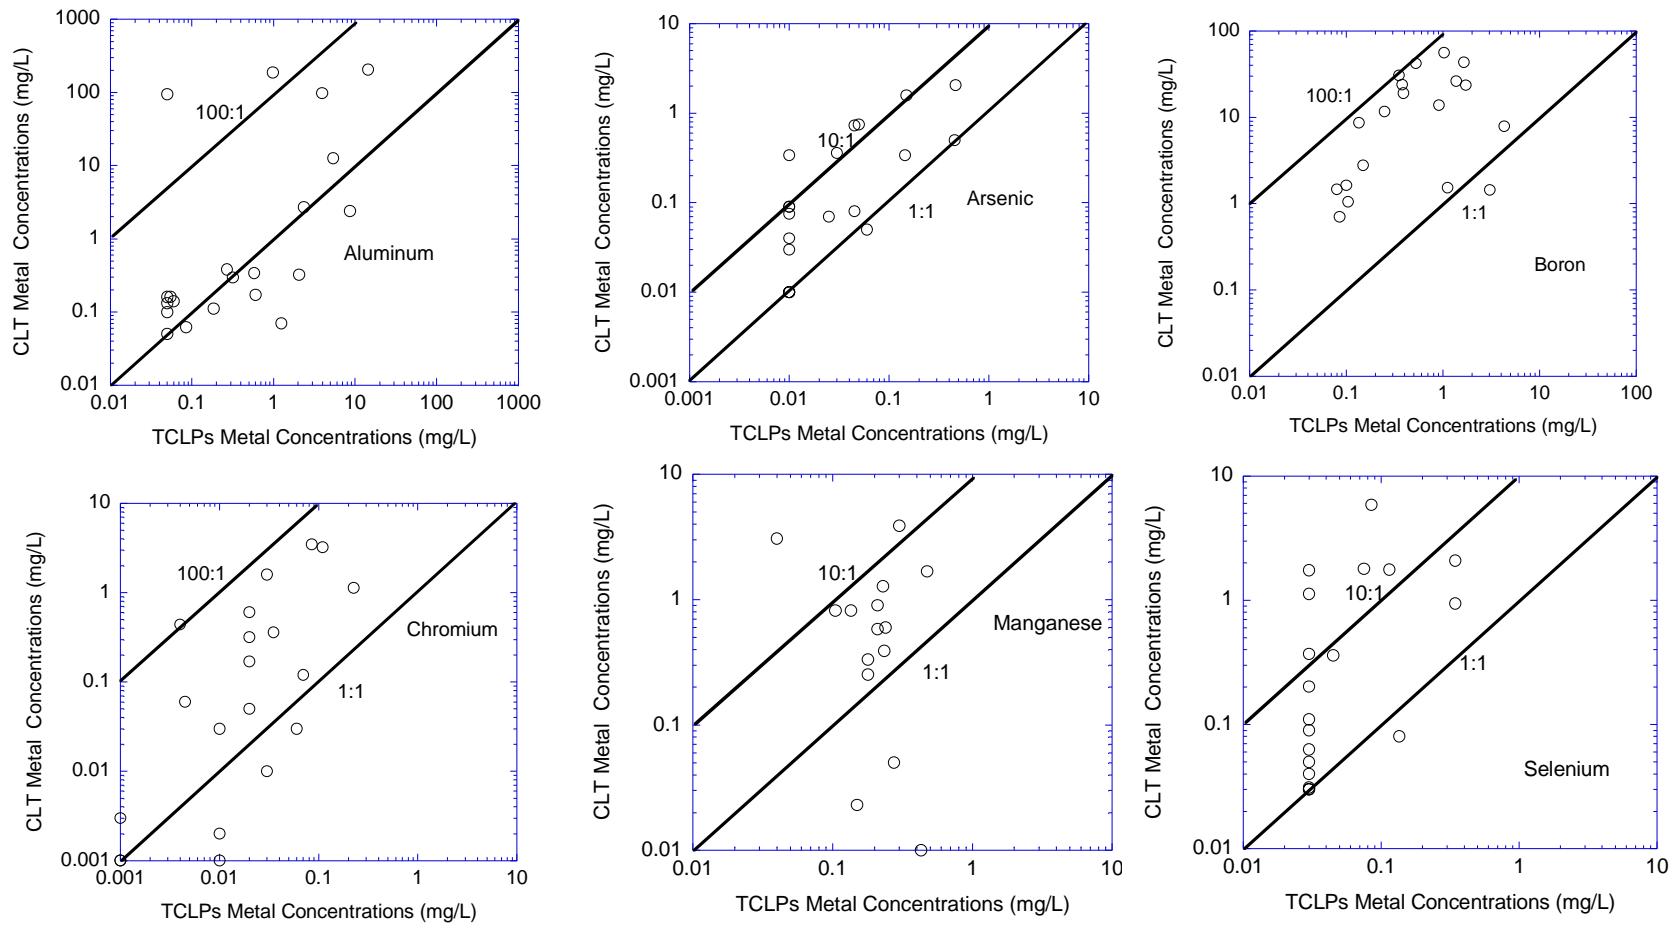 1000
100
10
1
0.1
0.01
0.01 0.1 1 10 100 1000
CLT Metal Concentrations (mg/L)
TCLPs Metal Concentrations (mg/L)
100:1
1:1
Aluminum
10
1
0.1
0.01
0.001
0.001 0.01 0.1 1 10
CLT Metal Concentrations (mg/L)
TCLPs Metal Concentrations (mg/L)
10:1
1:1
Arsenic
100
10
1
0.1
0.01
0.01 0.1 1 10 100
CLT Metal Concentrations (mg/L)
TCLPs Metal Concentrations (mg/L)
100:1
1:1
Boron
10
1
0.1
0.01
0.001
0.001 0.01 0.1 1 10
CLT Metal Concentrations (mg/L)
TCLPs Metal Concentrations (mg/L)
100:1
1:1
Chromium
10
1
0.1
0.01
0.01 0.1 1 10
CLT Metal Concentrations (mg/L)
TCLPs Metal Concentrations (mg/L)
10:1
1:1
Manganese
10
1
0.1
0.01
0.01 0.1 1 10
CLT Metal Concentrations (mg/L)
TCLPs Metal Concentrations (mg/L)
10:1
1:1
Selenium